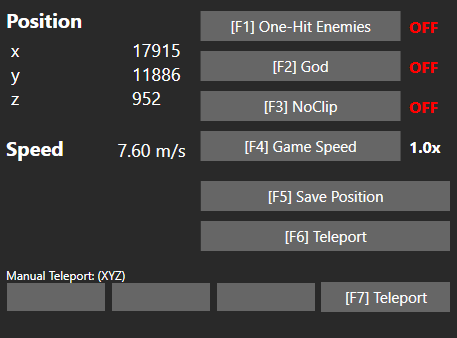 Position
x 17915
y 11886
z 952
Speed 7.60 m/s
[F1] One-Hit Enemies OFF
[F2] God OFF
[F3] NoClip OFF
[F4] Game Speed 1.0x
[F5] Save Position
[F6] Teleport
Manual Teleport: (XYZ)
[F7] Teleport